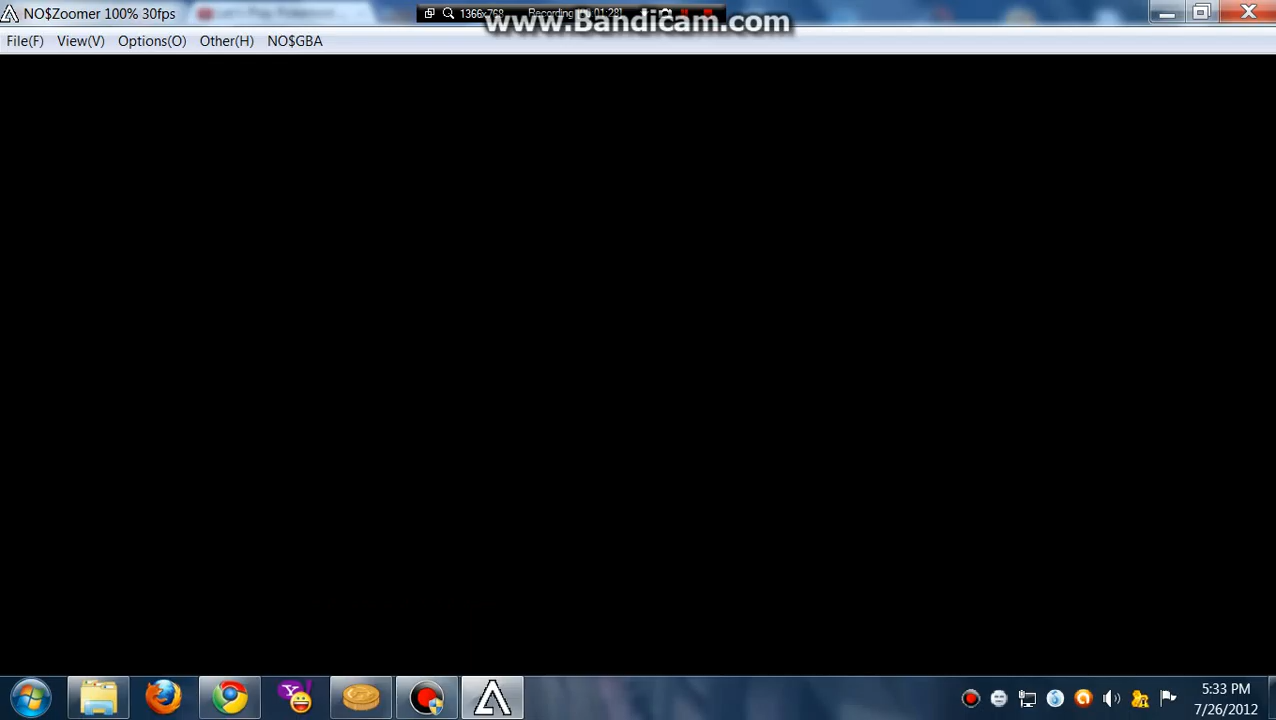 NO$Zoomer 100% 30fps
1366x768
www.Bandicam.com
File(F) View(V) Options(O) Other(H) NO$GBA
5:33 PM
7/26/2012